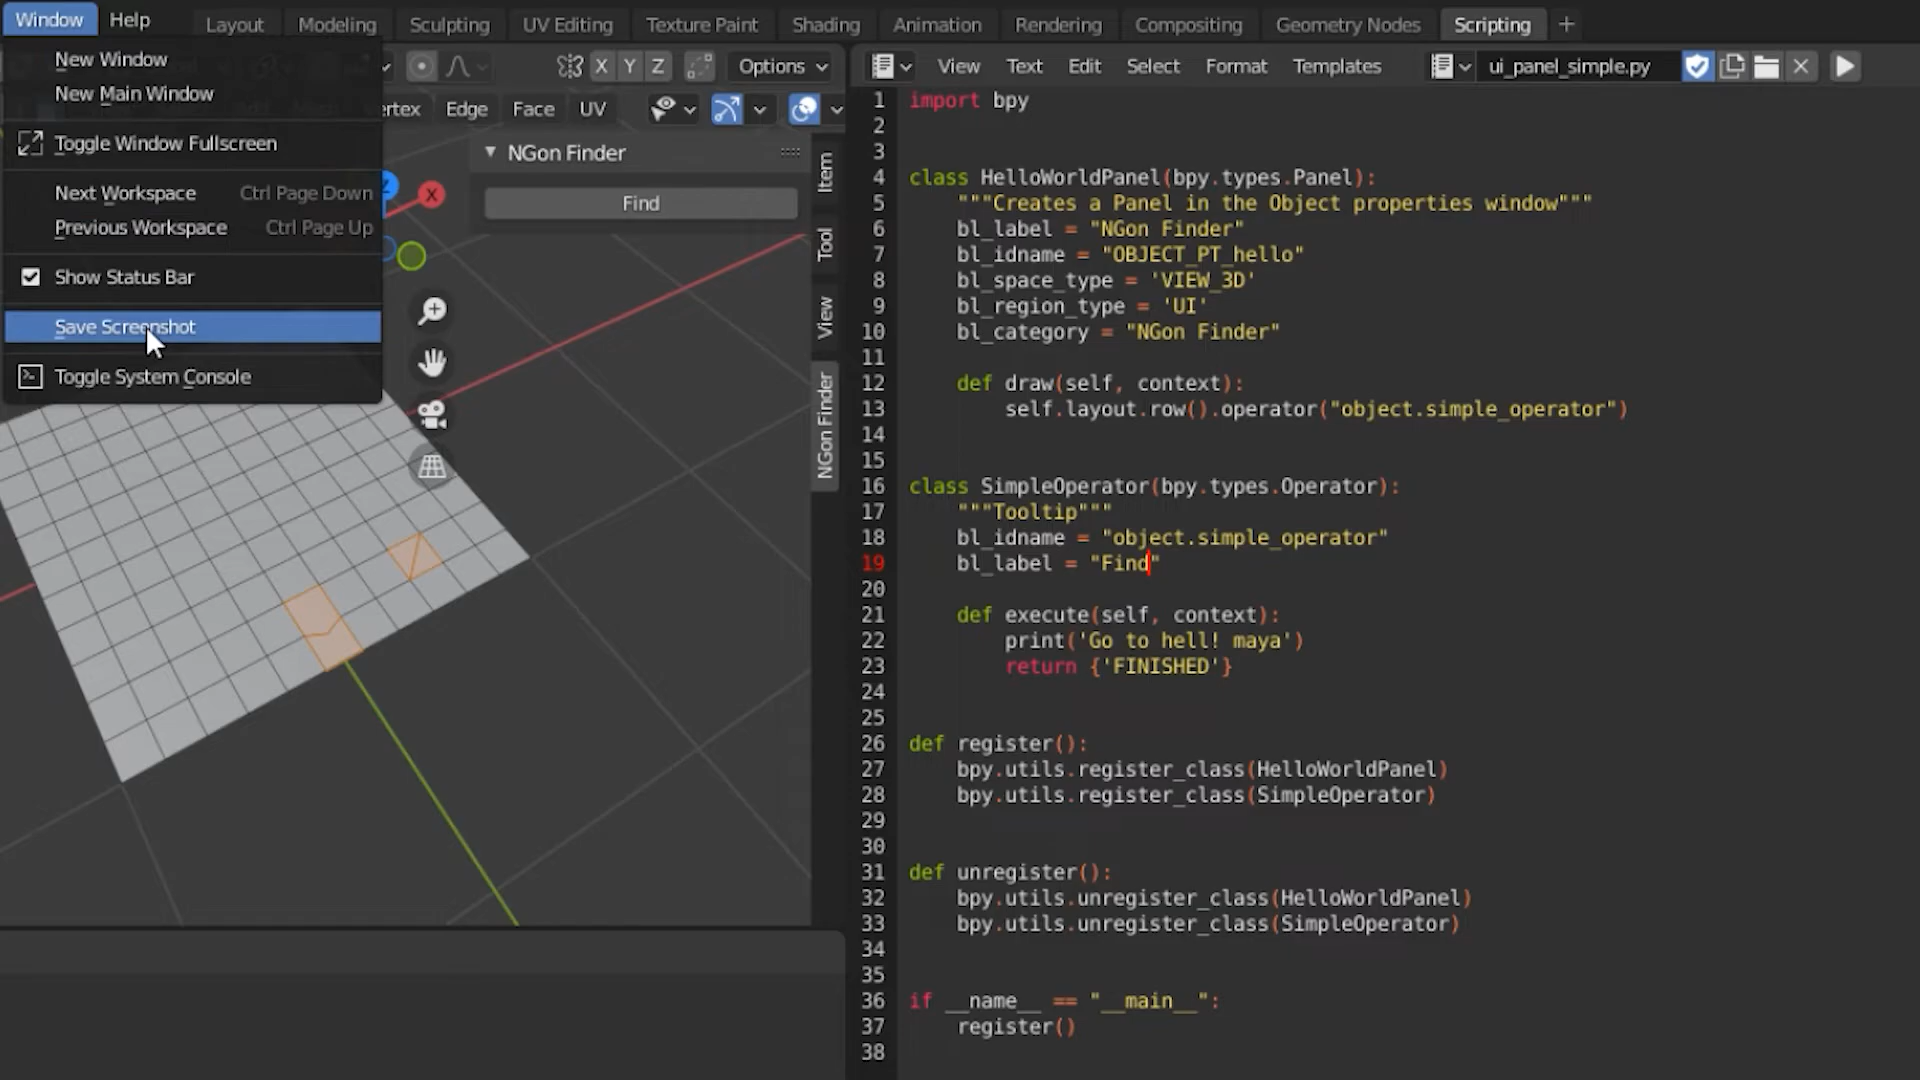 Window Help Layout Modeling Sculpting UV Editing Texture Paint Shading Animation Rendering Compositing Geometry Nodes Scripting +
New Window
New Main Window
Toggle Window Fullscreen
Next Workspace Ctrl Page Down
Previous Workspace Ctrl Page Up
Show Status Bar
Save Screenshot
Toggle System Console
X Y Z Options
ertex Edge Face UV
NGon Finder
Find
X
Item
Tool
View
NGon Finder
View Text Edit Select Format Templates ui_panel_simple.py
1 import bpy
2
3
4 class HelloWorldPanel(bpy.types.Panel):
5     """Creates a Panel in the Object properties window"""
6     bl_label = "NGon Finder"
7     bl_idname = "OBJECT_PT_hello"
8     bl_space_type = 'VIEW_3D'
9     bl_region_type = 'UI'
10     bl_category = "NGon Finder"
11
12     def draw(self, context):
13         self.layout.row().operator("object.simple_operator")
14
15
16 class SimpleOperator(bpy.types.Operator):
17     """Tooltip"""
18     bl_idname = "object.simple_operator"
19     bl_label = "Find"
20
21     def execute(self, context):
22         print('Go to hell! maya')
23         return {'FINISHED'}
24
25
26 def register():
27     bpy.utils.register_class(HelloWorldPanel)
28     bpy.utils.register_class(SimpleOperator)
29
30
31 def unregister():
32     bpy.utils.unregister_class(HelloWorldPanel)
33     bpy.utils.unregister_class(SimpleOperator)
34
35
36 if __name__ == "__main__":
37     register()
38